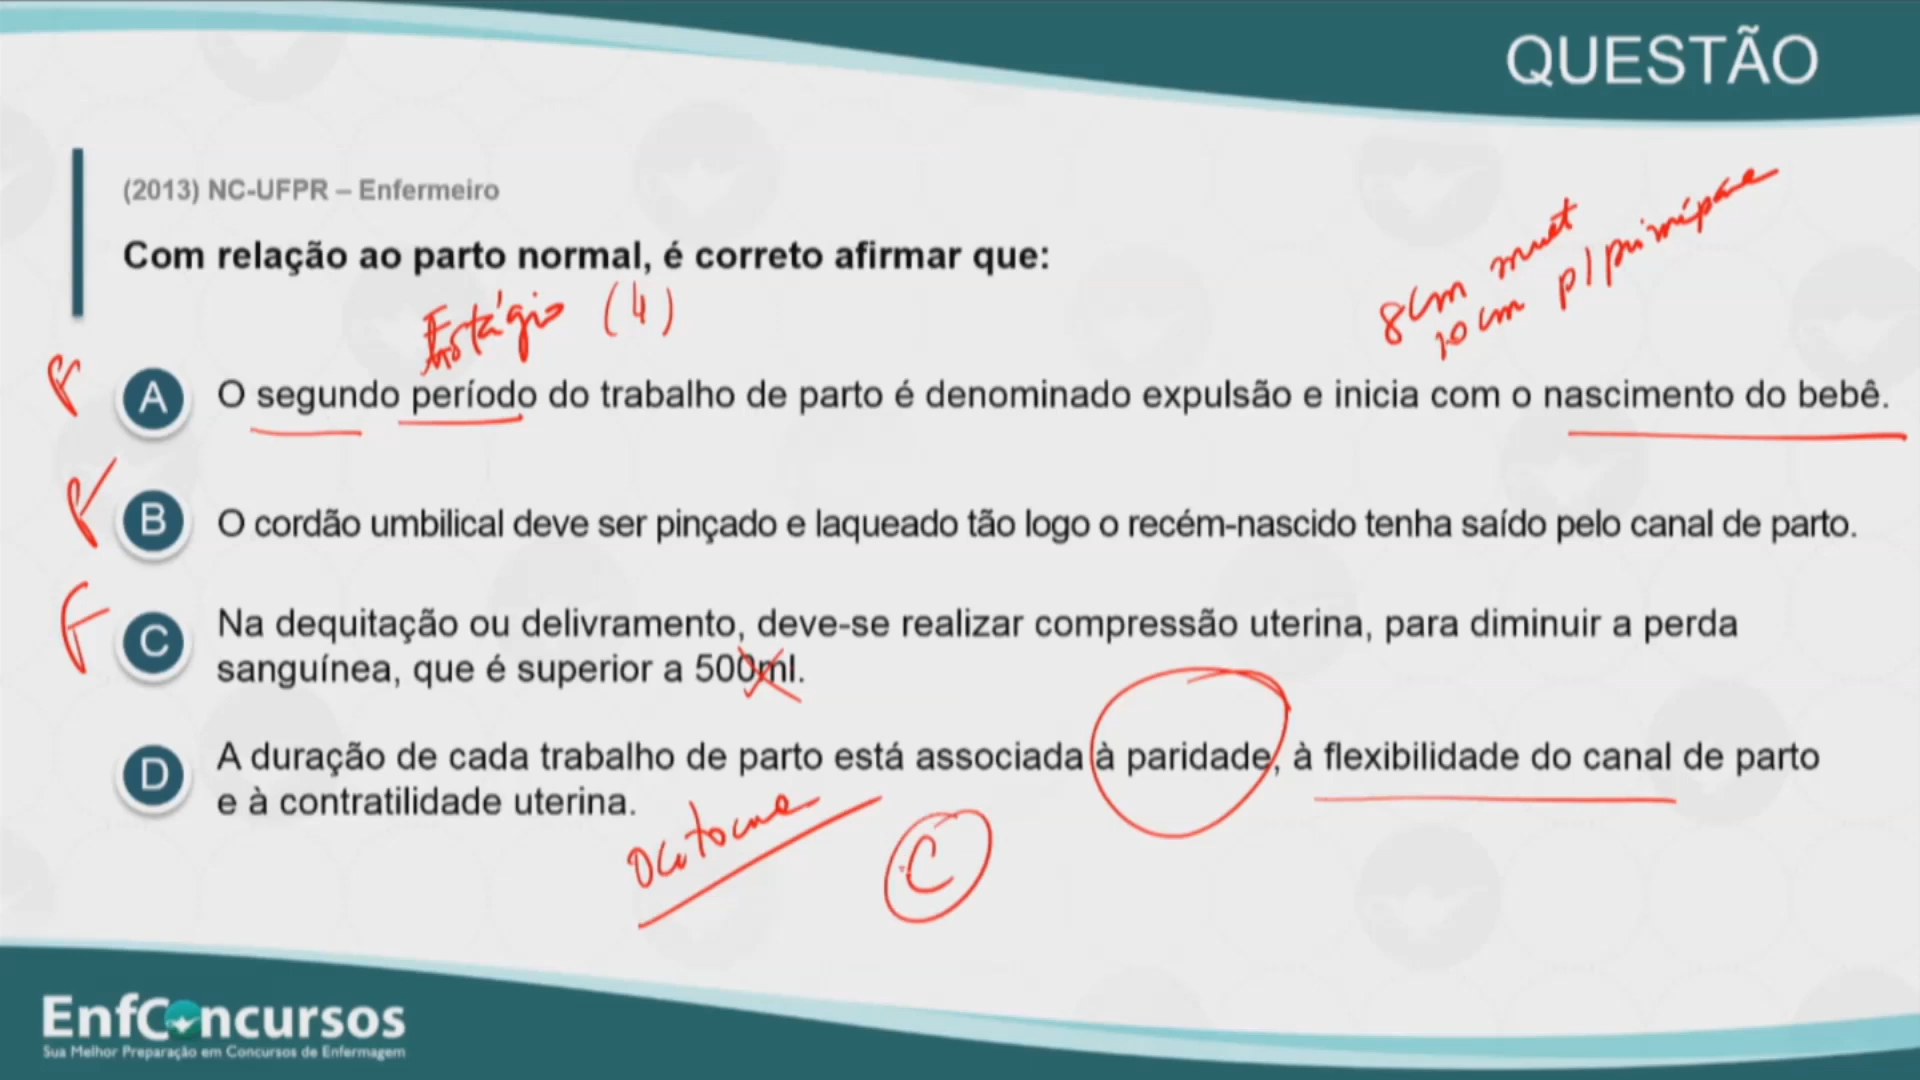 QUESTÃO
(2013) NC-UFPR – Enfermeiro
Com relação ao parto normal, é correto afirmar que:
8cm mult
10 cm p/ primípara
Estágio (4)
A O segundo período do trabalho de parto é denominado expulsão e inicia com o nascimento do bebê.
B O cordão umbilical deve ser pinçado e laqueado tão logo o recém-nascido tenha saído pelo canal de parto.
F C Na dequitação ou delivramento, deve-se realizar compressão uterina, para diminuir a perda
sanguínea, que é superior a 500ml.
D A duração de cada trabalho de parto está associada à paridade, à flexibilidade do canal de parto
e à contratilidade uterina.
C
EnfConcursos
Sua Melhor Preparação em Concursos de Enfermagem